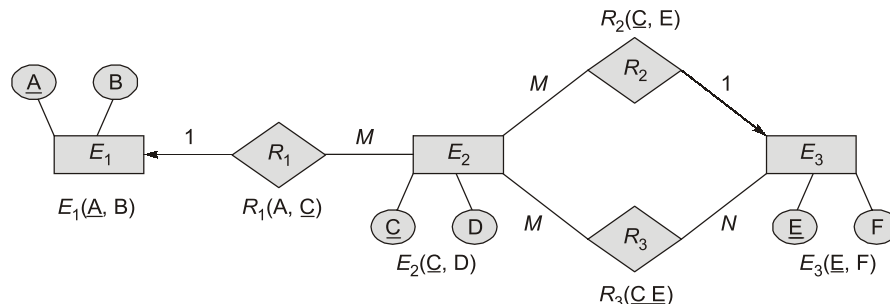 R2(C, E)
A
B
M
R2
1
E1
1
R1
M
E2
E3
E1(A, B)
R1(A, C)
C
D
M
R3
N
E
F
E2(C, D)
E3(E, F)
R3(C E)